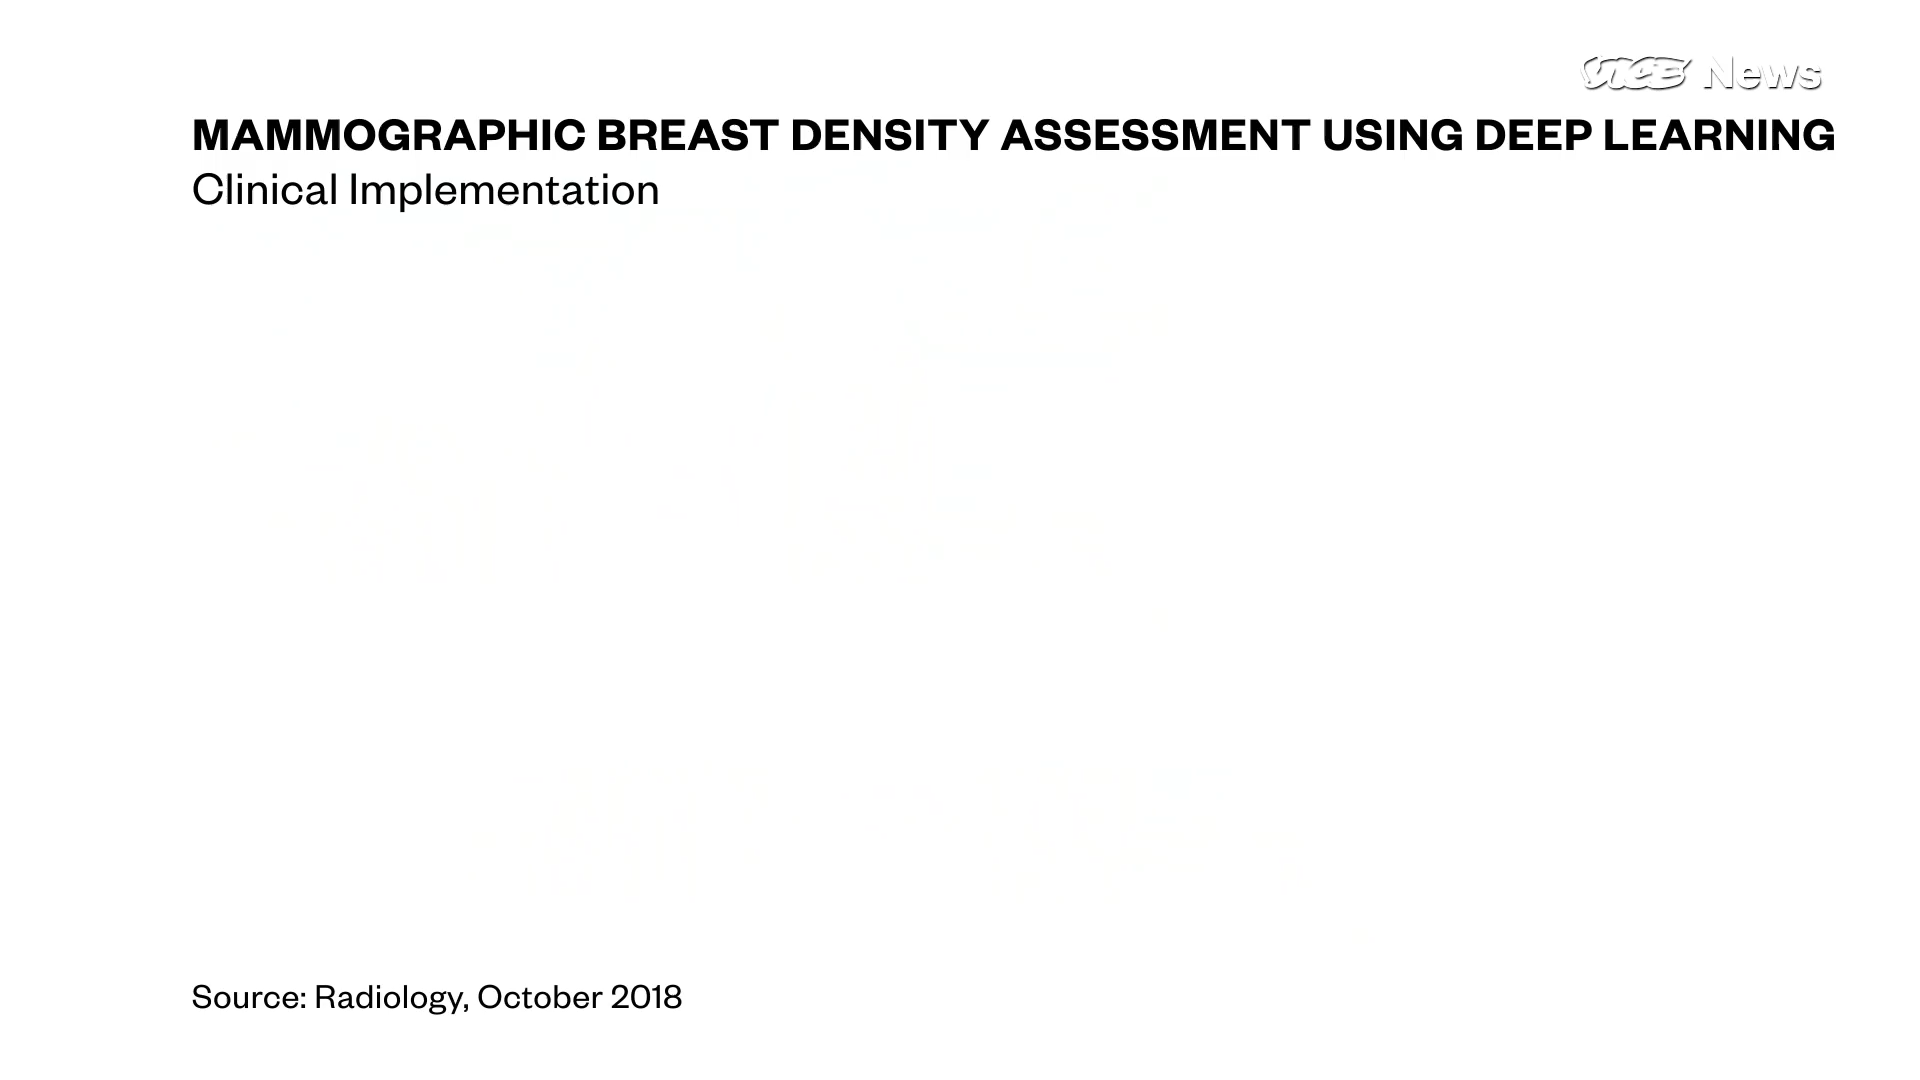 VICE News
MAMMOGRAPHIC BREAST DENSITY ASSESSMENT USING DEEP LEARNING
Clinical Implementation
Source: Radiology, October 2018